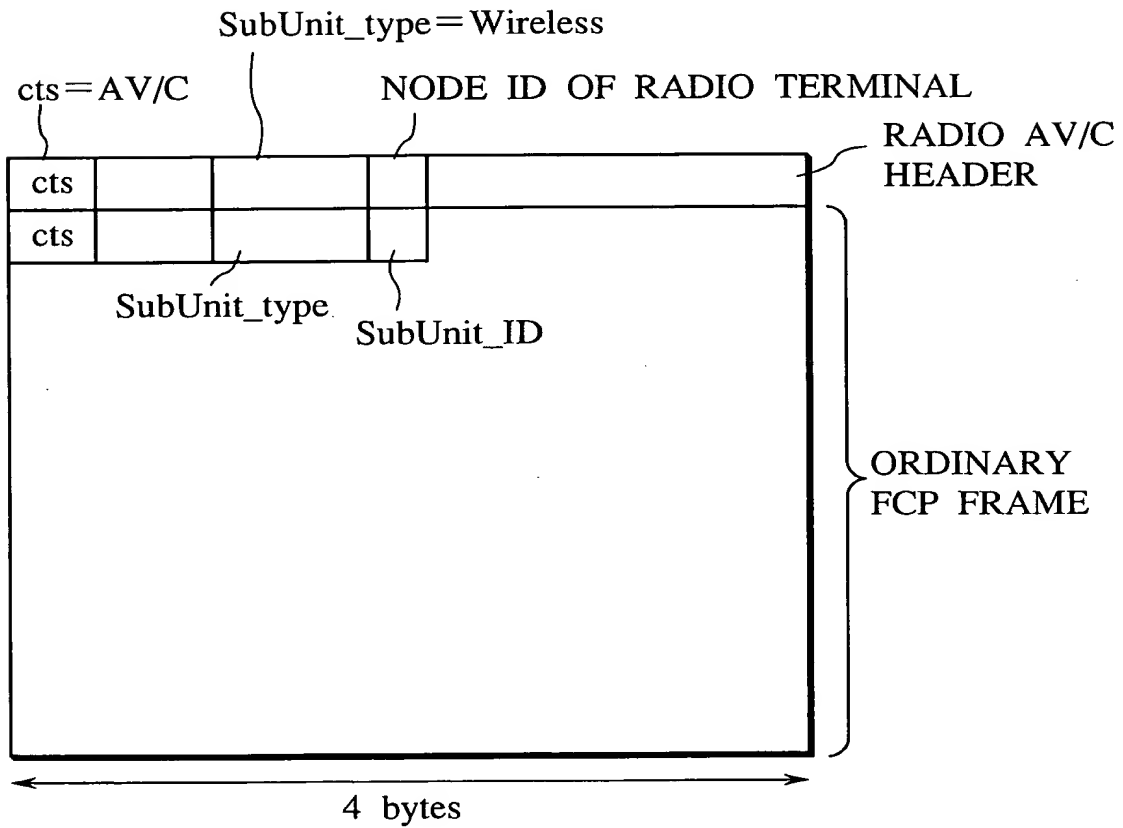 SubUnit_type=Wireless
cts=AV/C
NODE ID OF RADIO TERMINAL
RADIO AV/C
HEADER
cts
cts
SubUnit_type
SubUnit_ID
ORDINARY
FCP FRAME
4 bytes